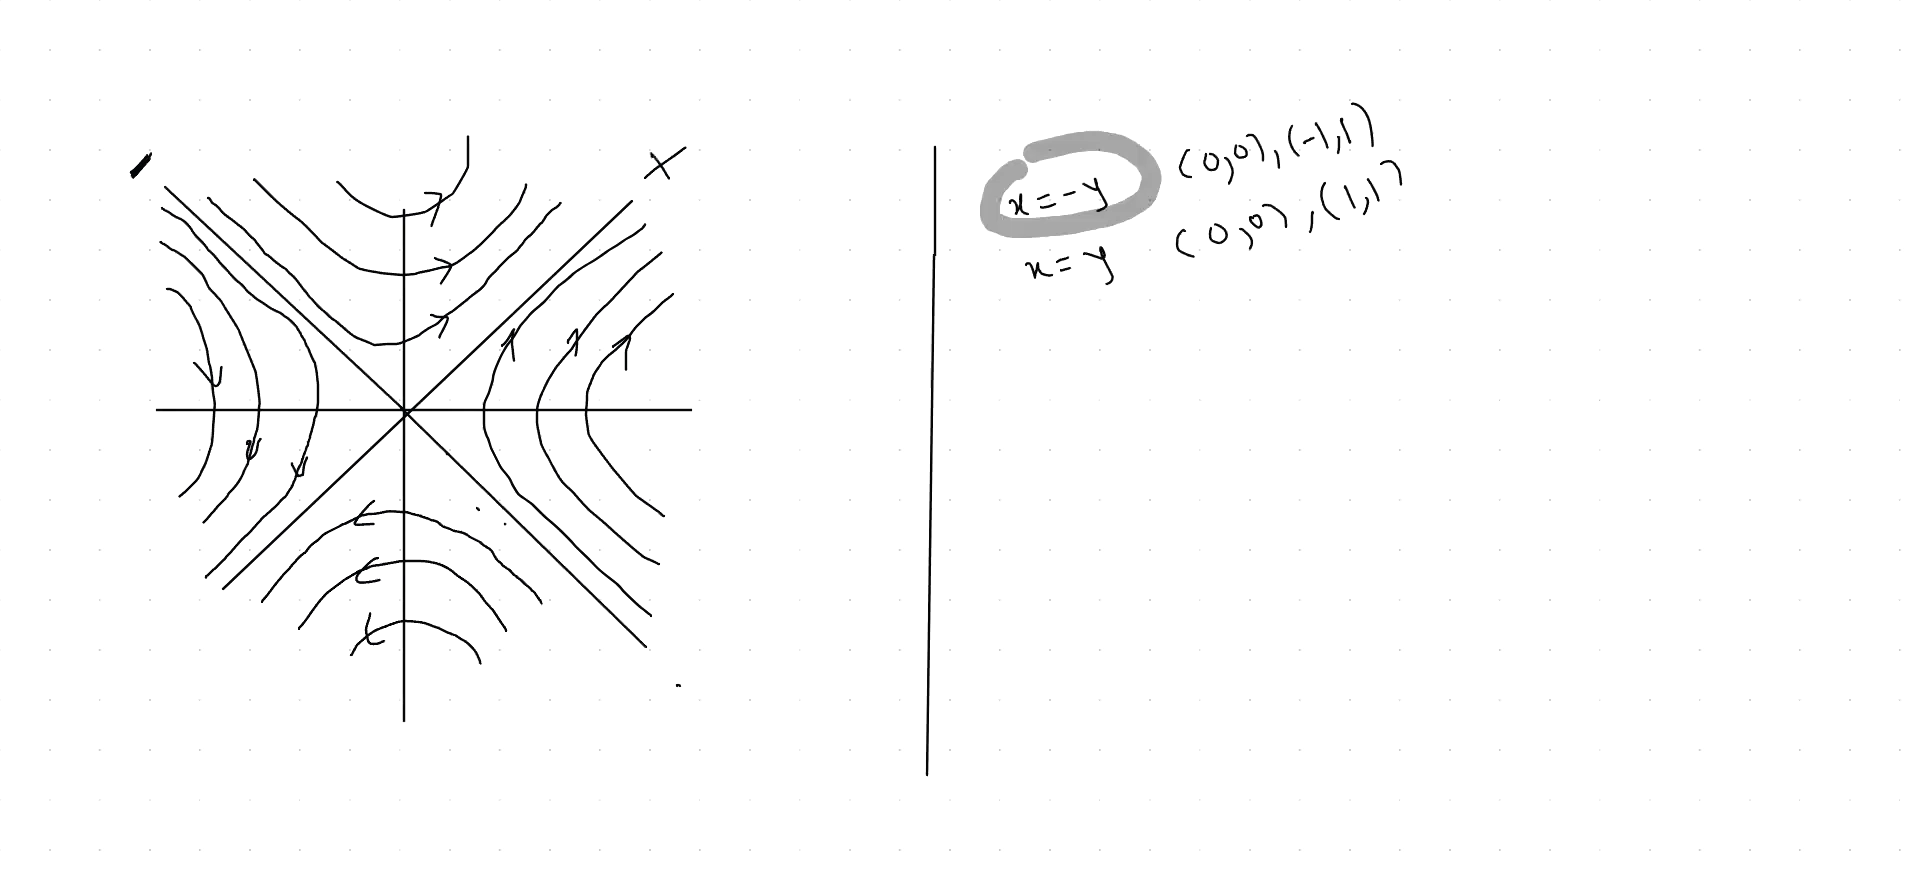 x = -y (0,0), (-1,1)
x = y (0,0), (1,1)